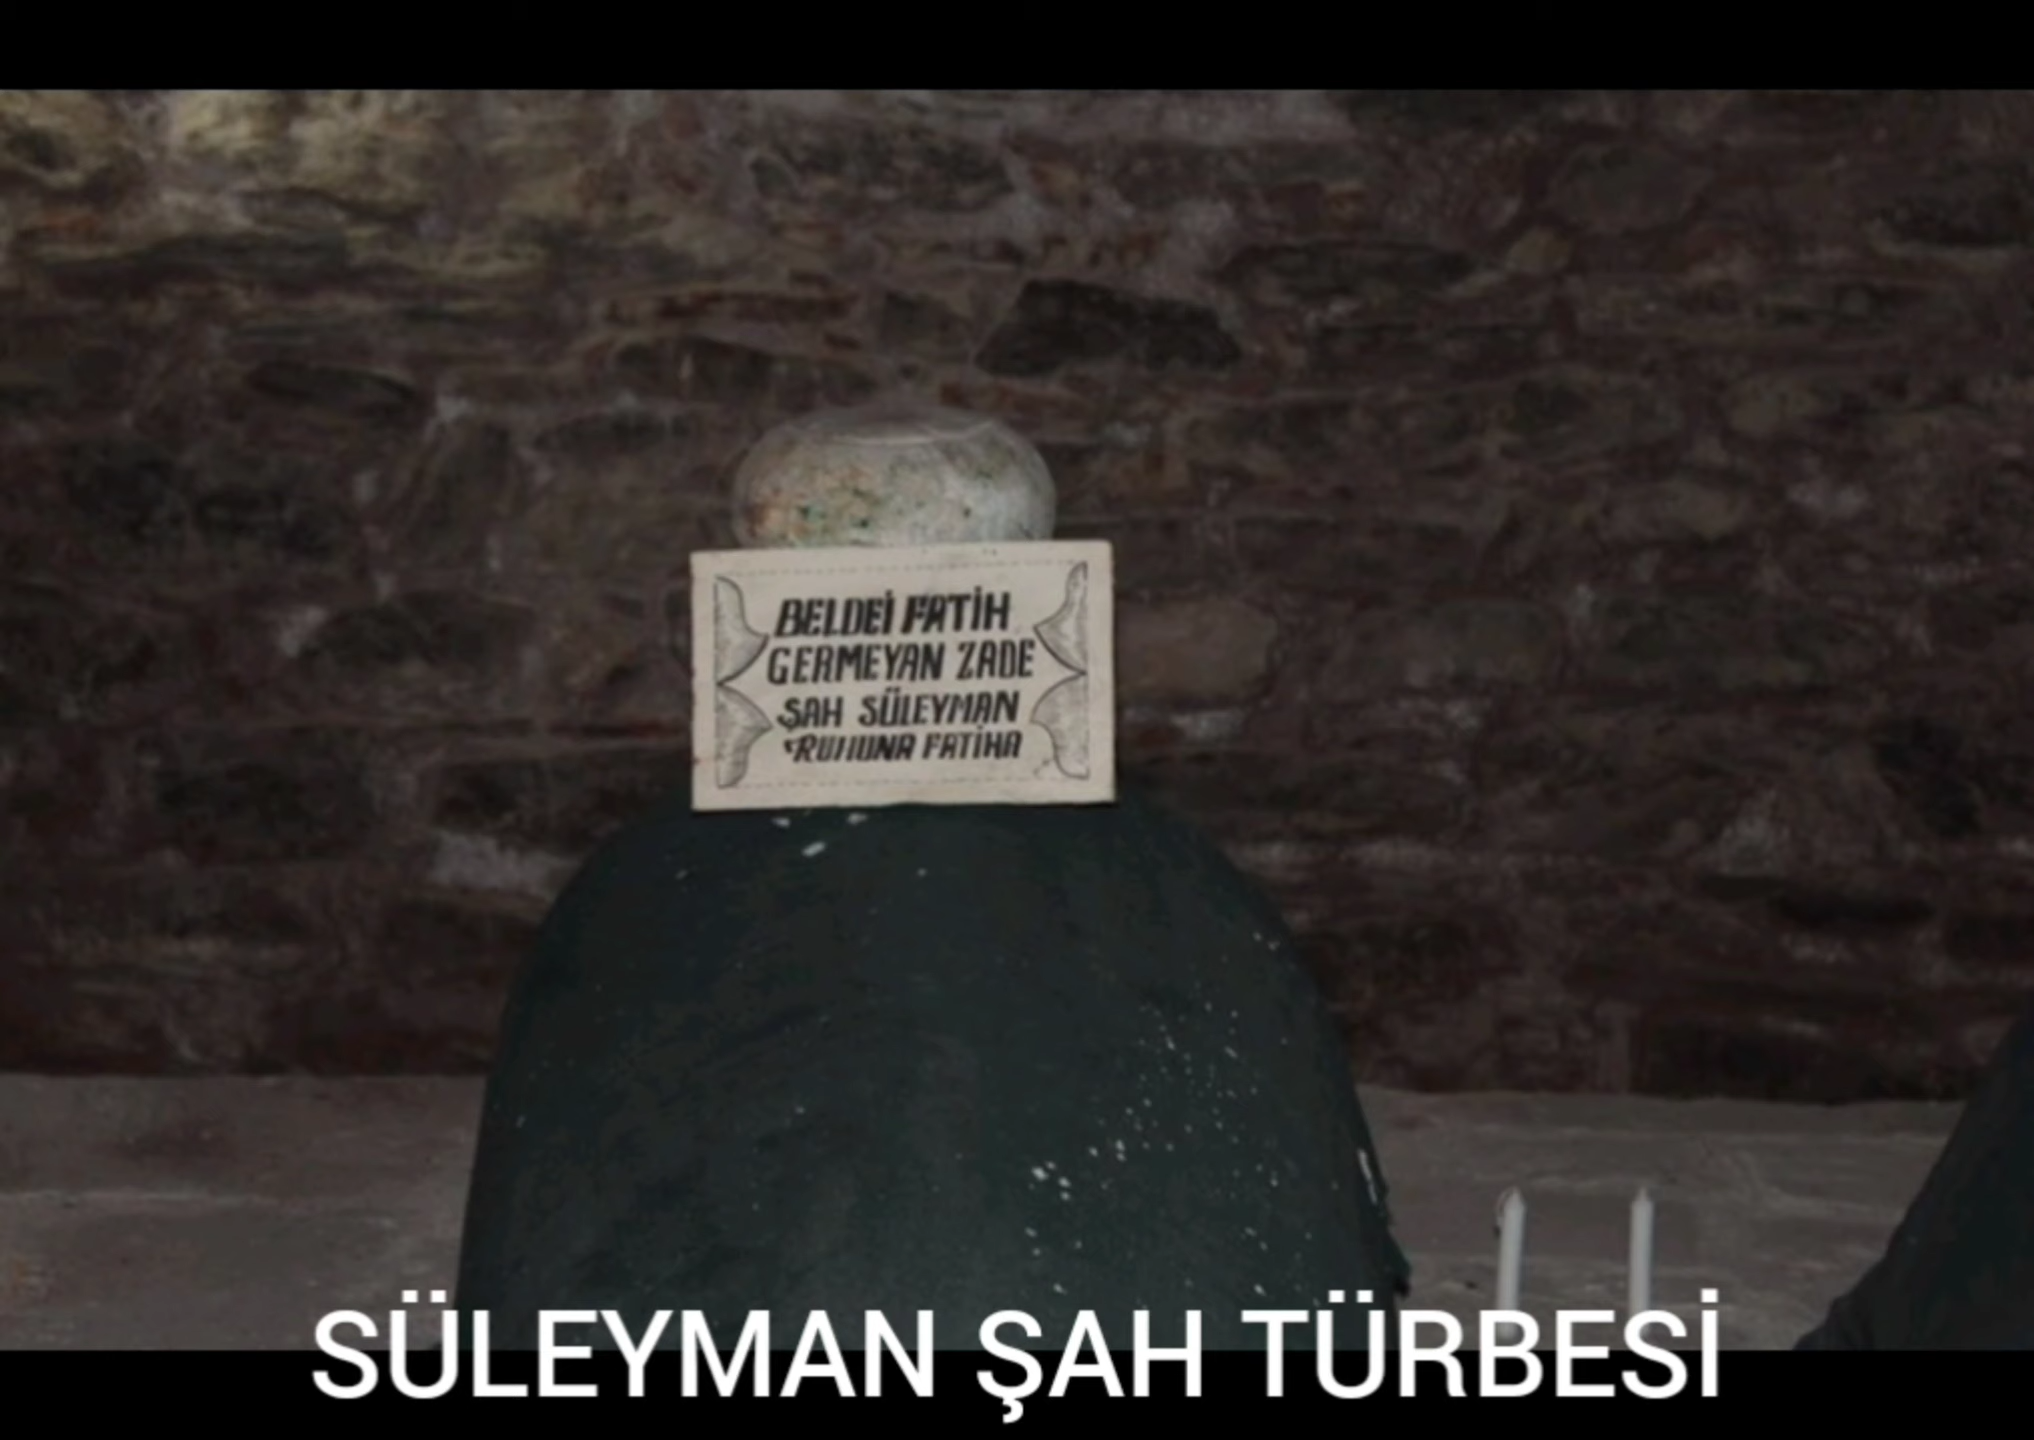 BELDEİ FATİH
GERMEYAN ZADE
ŞAH SÜLEYMAN
RUHUNA FATİHA
SÜLEYMAN ŞAH TÜRBESİ